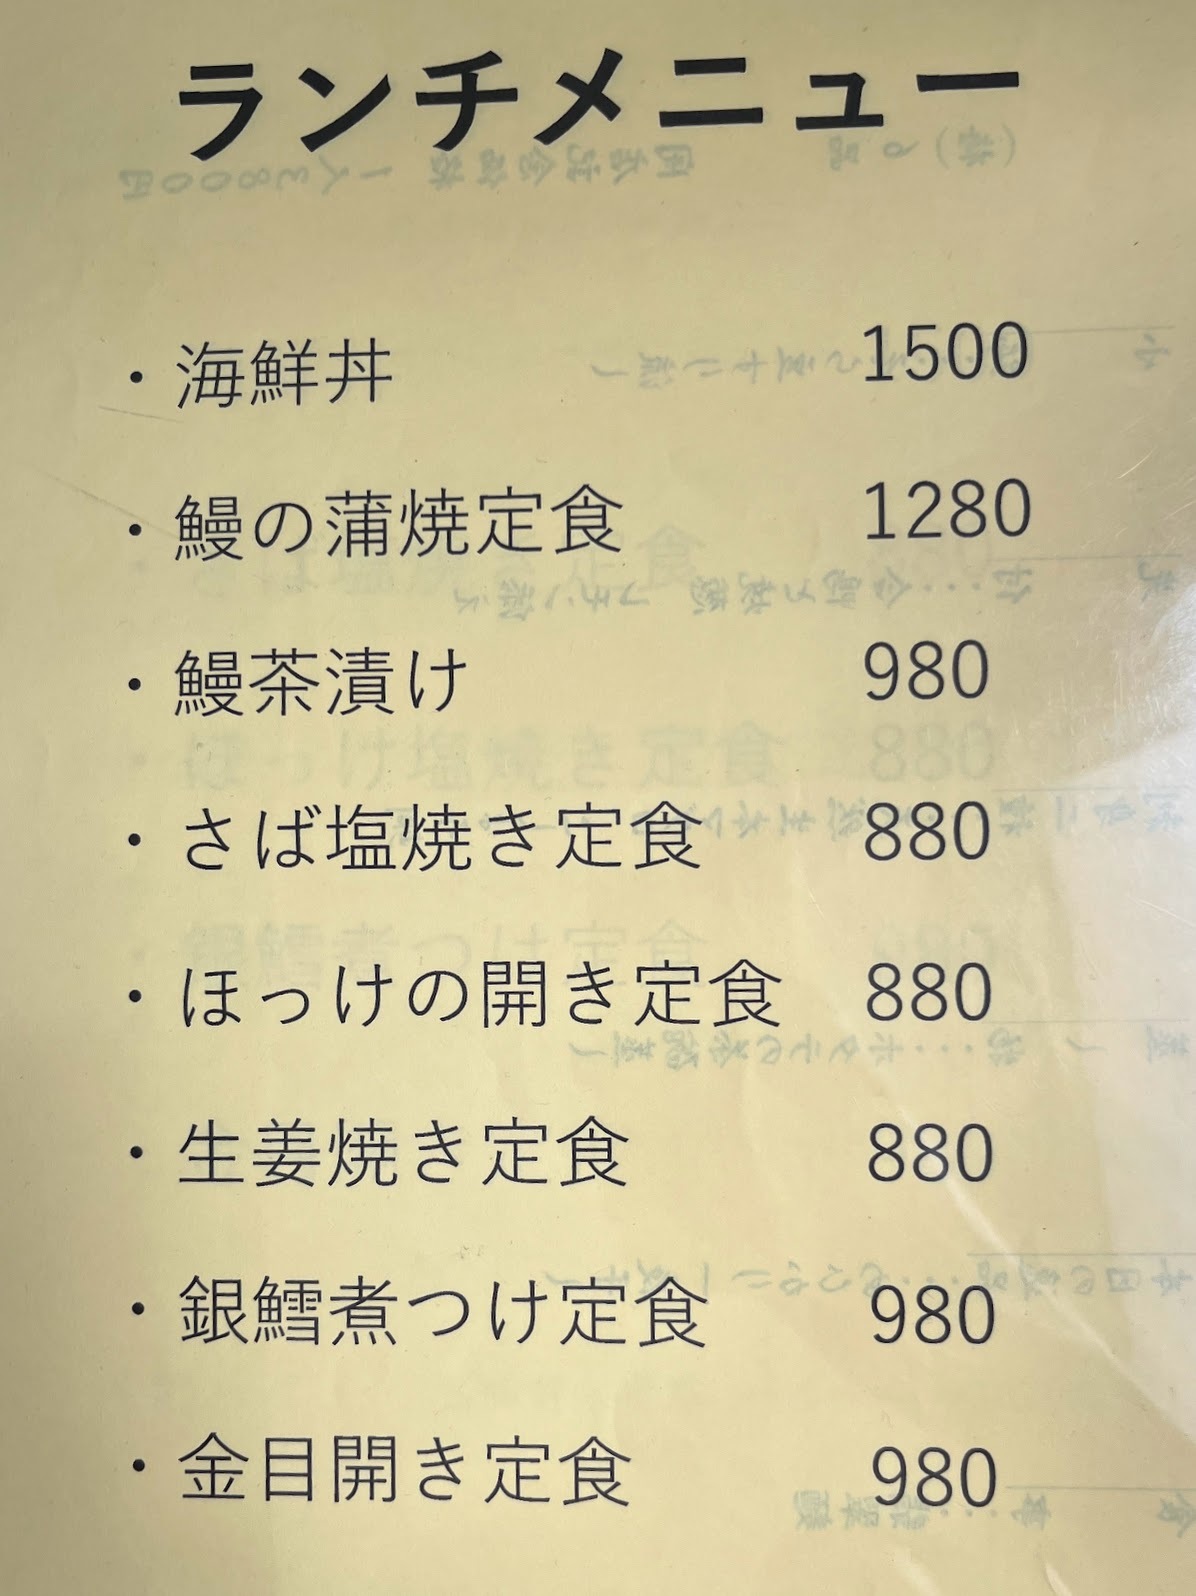 ランチメニュー
・海鮮丼 1500
・鰻の蒲焼定食 1280
・鰻茶漬け 980
・さば塩焼き定食 880
・ほっけの開き定食 880
・生姜焼き定食 880
・銀鱈煮つけ定食 980
・金目開き定食 980